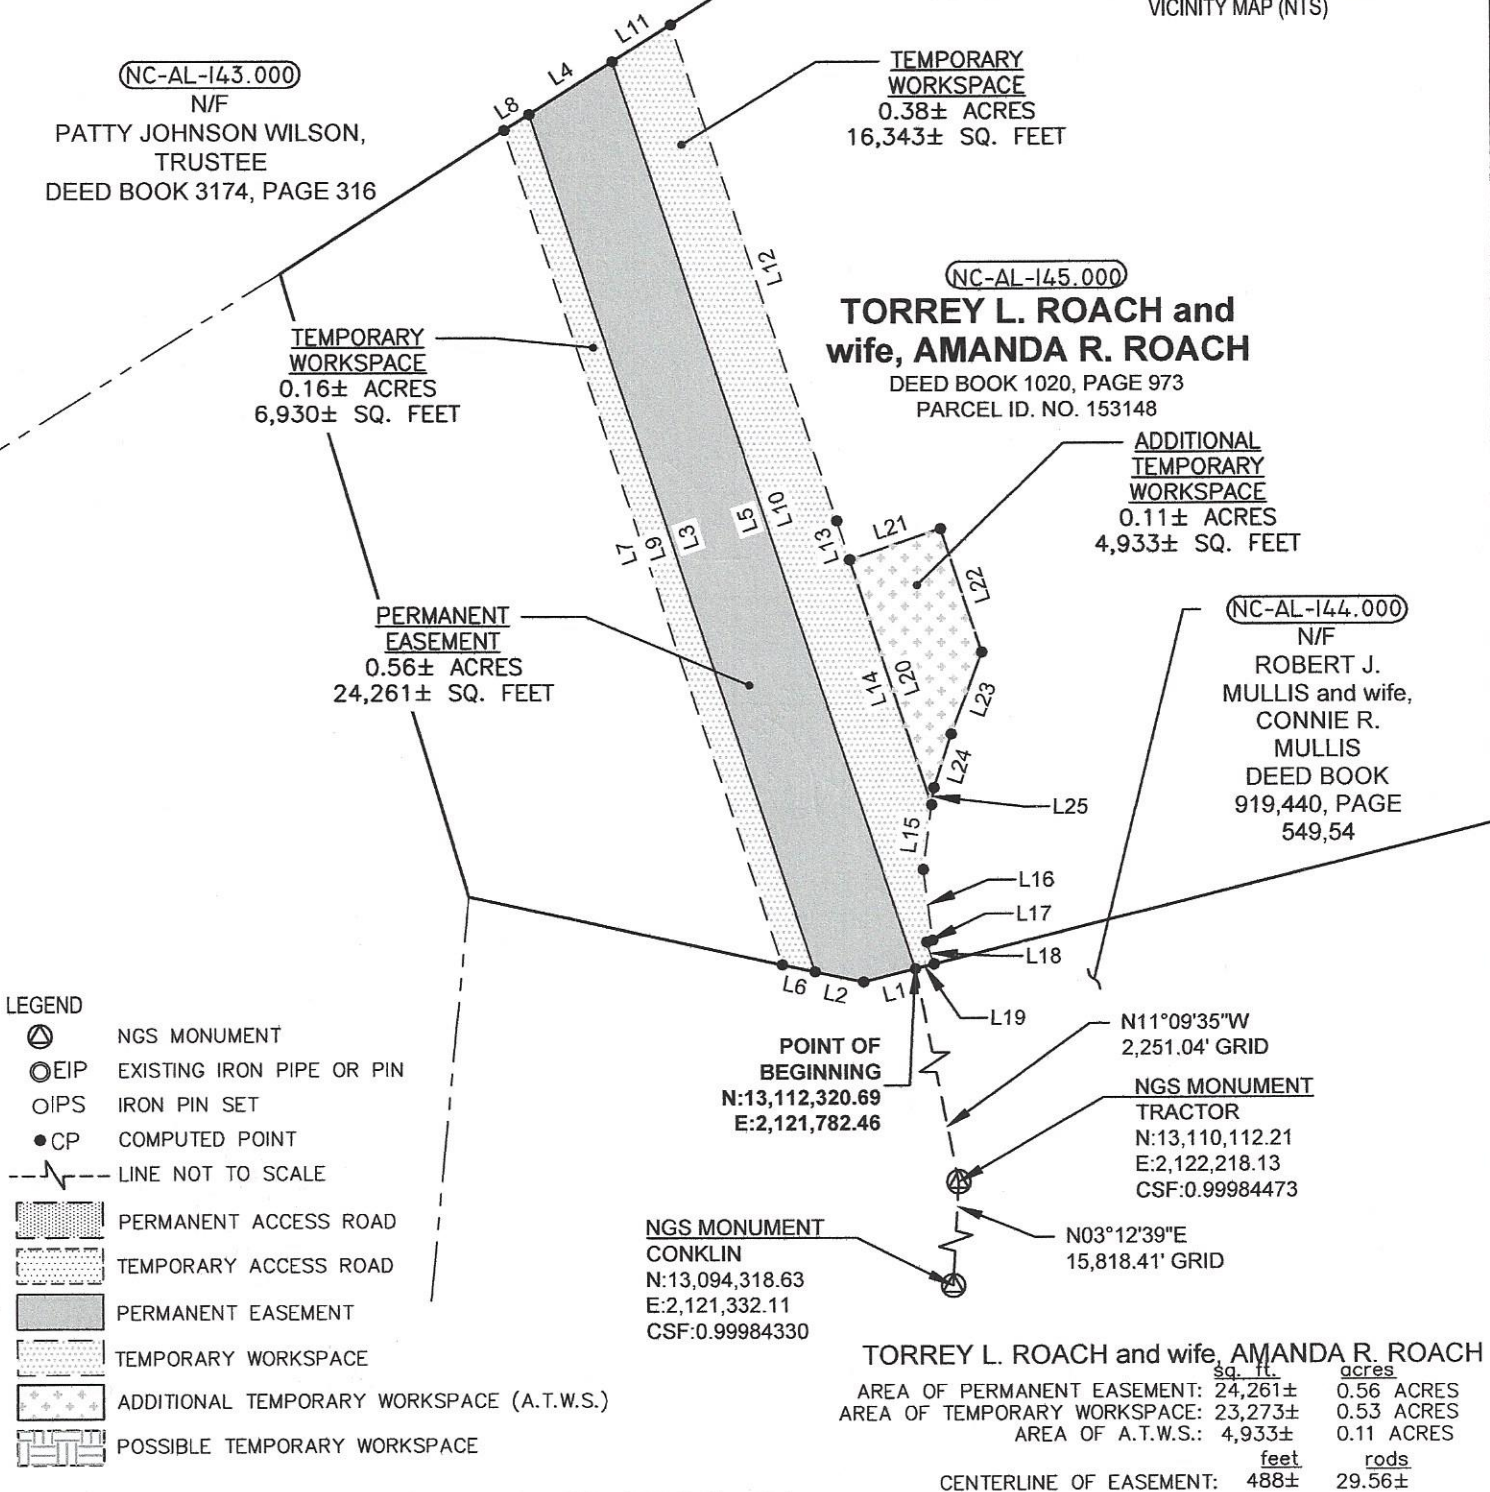 VICINITY MAP (NTS)
L11
L4
L8
NC-AL-143.000
N/F
PATTY JOHNSON WILSON,
TRUSTEE
DEED BOOK 3174, PAGE 316
TEMPORARY
WORKSPACE
0.38± ACRES
16,343± SQ. FEET
L12
NC-AL-145.000
TORREY L. ROACH and
wife, AMANDA R. ROACH
DEED BOOK 1020, PAGE 973
PARCEL ID. NO. 153148
TEMPORARY
WORKSPACE
0.16± ACRES
6,930± SQ. FEET
ADDITIONAL
TEMPORARY
WORKSPACE
0.11± ACRES
4,933± SQ. FEET
L7
L9
L3
L5
L10
L13
L21
L22
PERMANENT
EASEMENT
0.56± ACRES
24,261± SQ. FEET
NC-AL-144.000
N/F
ROBERT J.
MULLIS and wife,
CONNIE R.
MULLIS
DEED BOOK
919,440, PAGE
549,54
L14
L20
L23
L24
L25
L15
L16
L17
L18
L6
L2
L1
L19
POINT OF
BEGINNING
N:13,112,320.69
E:2,121,782.46
N11°09'35"W
2,251.04' GRID
NGS MONUMENT
TRACTOR
N:13,110,112.21
E:2,122,218.13
CSF:0.99984473
N03°12'39"E
15,818.41' GRID
NGS MONUMENT
CONKLIN
N:13,094,318.63
E:2,121,332.11
CSF:0.99984330
LEGEND
NGS MONUMENT
EIP EXISTING IRON PIPE OR PIN
IPS IRON PIN SET
CP COMPUTED POINT
LINE NOT TO SCALE
PERMANENT ACCESS ROAD
TEMPORARY ACCESS ROAD
PERMANENT EASEMENT
TEMPORARY WORKSPACE
ADDITIONAL TEMPORARY WORKSPACE (A.T.W.S.)
POSSIBLE TEMPORARY WORKSPACE
TORREY L. ROACH and wife, AMANDA R. ROACH
sq. ft. acres
AREA OF PERMANENT EASEMENT: 24,261± 0.56 ACRES
AREA OF TEMPORARY WORKSPACE: 23,273± 0.53 ACRES
AREA OF A.T.W.S.: 4,933± 0.11 ACRES
feet rods
CENTERLINE OF EASEMENT: 488± 29.56±